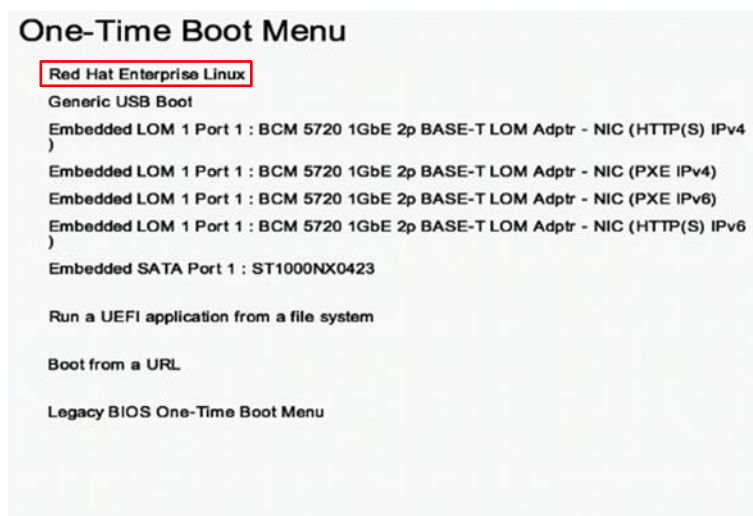 One-Time Boot Menu
Red Hat Enterprise Linux
Generic USB Boot
Embedded LOM 1 Port 1 : BCM 5720 1GbE 2p BASE-T LOM Adptr - NIC (HTTP(S) IPv4
)
Embedded LOM 1 Port 1 : BCM 5720 1GbE 2p BASE-T LOM Adptr - NIC (PXE IPv4)
Embedded LOM 1 Port 1 : BCM 5720 1GbE 2p BASE-T LOM Adptr - NIC (PXE IPv6)
Embedded LOM 1 Port 1 : BCM 5720 1GbE 2p BASE-T LOM Adptr - NIC (HTTP(S) IPv6
)
Embedded SATA Port 1 : ST1000NX0423
Run a UEFI application from a file system
Boot from a URL
Legacy BIOS One-Time Boot Menu